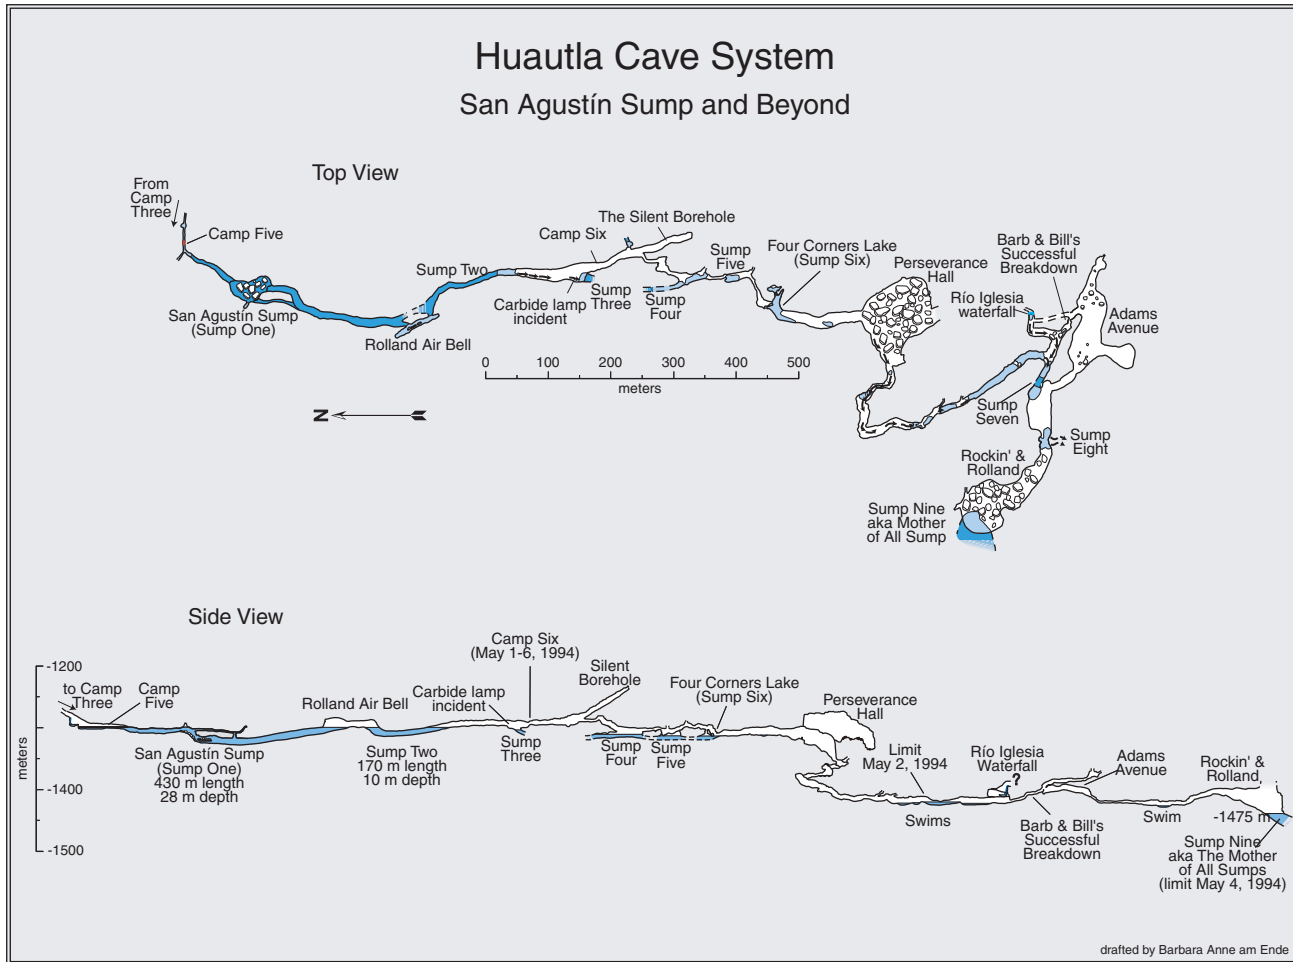 Huautla Cave System
San Agustín Sump and Beyond
Top View
From
Camp
Three
Camp Five
San Agustín Sump
(Sump One)
Rolland Air Bell
Sump Two
Camp Six
The Silent Borehole
Carbide lamp
incident
Sump
Three
Sump
Four
Sump
Five
Four Corners Lake
(Sump Six)
Perseverance
Hall
Barb & Bill's
Successful
Breakdown
Río Iglesia
waterfall
Adams
Avenue
Sump
Seven
Sump
Eight
Rockin' &
Rolland
Sump Nine
aka Mother
of All Sump
0 100 200 300 400 500
meters
N
Side View
-1200
-1400
-1500
meters
to Camp
Three
Camp
Five
San Agustín Sump
(Sump One)
430 m length
28 m depth
Rolland Air Bell
Sump Two
170 m length
10 m depth
Carbide lamp
incident
Camp Six
(May 1-6, 1994)
Sump
Three
Silent
Borehole
Sump
Four
Sump
Five
Four Corners Lake
(Sump Six)
Perseverance
Hall
Limit
May 2, 1994
Swims
Río Iglesia
Waterfall
?
Barb & Bill's
Successful
Breakdown
Adams
Avenue
Swim
Rockin' &
Rolland
-1475 m
Sump Nine
aka The Mother
of All Sumps
(limit May 4, 1994)
drafted by Barbara Anne am Ende